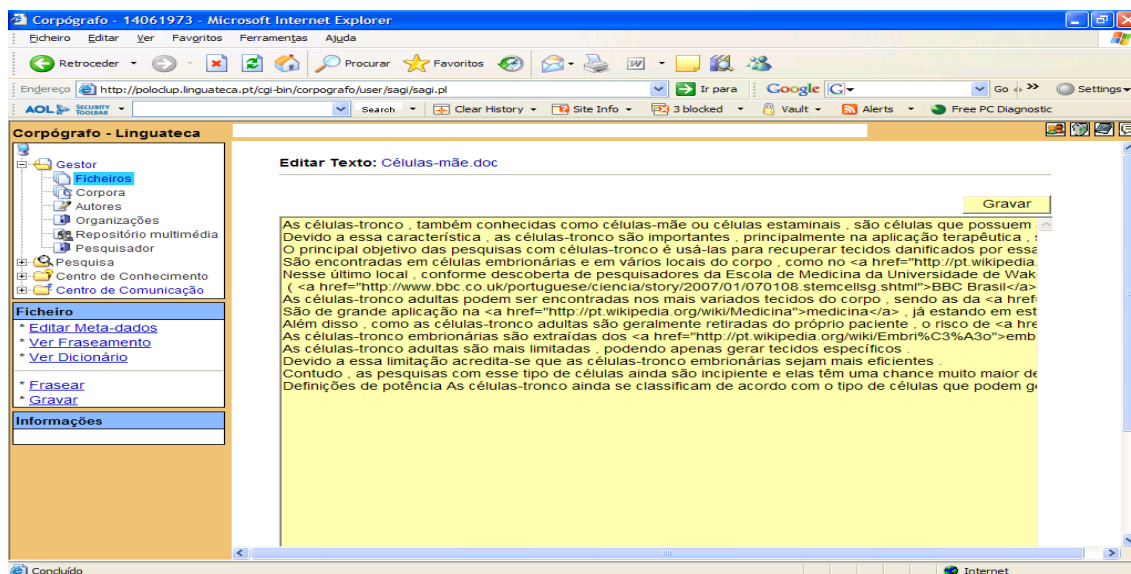 Corpógrafo - 14061973 - Microsoft Internet Explorer
Ficheiro Editar Ver Favoritos Ferramentas Ajuda
Retroceder Procurar Favoritos
Endereço http://poloclup.linguateca.pt/cgi-bin/corpografo/user/sagi/sagi.pl Ir para Google G Go Settings
AOL SECURITY TOOLBAR Search Clear History Site Info 3 blocked Vault Alerts Free PC Diagnostic
Corpógrafo - Linguateca
Gestor
Ficheiros
Corpora
Autores
Organizações
Repositório multimédia
Pesquisador
Pesquisa
Centro de Conhecimento
Centro de Comunicação
Ficheiro
* Editar Meta-dados
* Ver Fraseamento
* Ver Dicionário
* Frasear
* Gravar
Informações
Editar Texto: Células-mãe.doc
Gravar
As células-tronco , também conhecidas como células-mãe ou células estaminais , são células que possuem
Devido a essa característica , as células-tronco são importantes , principalmente na aplicação terapêutica ,
O principal objetivo das pesquisas com células-tronco é usá-las para recuperar tecidos danificados por essa
São encontradas em células embrionárias e em vários locais do corpo , como no <a href="http://pt.wikipedia.
Nesse último local , conforme descoberta de pesquisadores da Escola de Medicina da Universidade de Wak
( <a href="http://www.bbc.co.uk/portuguese/ciencia/story/2007/01/070108.stemcellsg.shtml">BBC Brasil</a>
As células-tronco adultas podem ser encontradas nos mais variados tecidos do corpo , sendo as da <a href
São de grande aplicação na <a href="http://pt.wikipedia.org/wiki/Medicina">medicina</a> , já estando em est
Além disso , como as células-tronco adultas são geralmente retiradas do próprio paciente , o risco de <a hre
As células-tronco embrionárias são extraídas dos <a href="http://pt.wikipedia.org/wiki/Embri%C3%A3o">emb
As células-tronco adultas são mais limitadas , podendo apenas gerar tecidos específicos .
Devido a essa limitação acredita-se que as células-tronco embrionárias sejam mais eficientes .
Contudo , as pesquisas com esse tipo de células ainda são incipiente e elas têm uma chance muito maior de
Definições de potência As células-tronco ainda se classificam de acordo com o tipo de células que podem g
Concluído
Internet